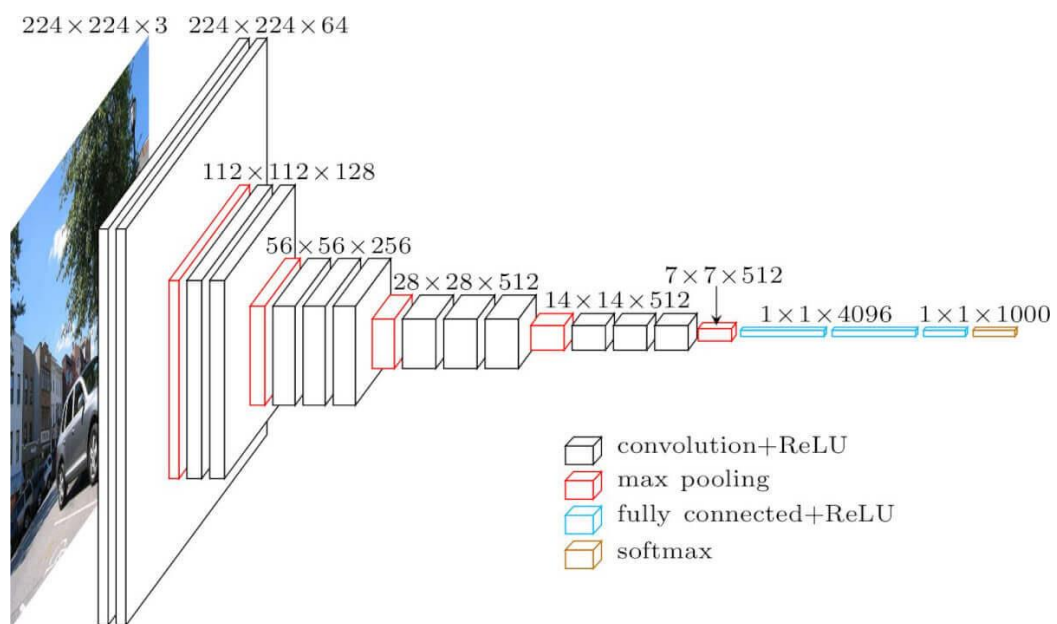 224 × 224 × 3
224 × 224 × 64
112 × 112 × 128
56 × 56 × 256
28 × 28 × 512
14 × 14 × 512
7 × 7 × 512
1 × 1 × 4096
1 × 1 × 1000
convolution+ReLU
max pooling
fully connected+ReLU
softmax